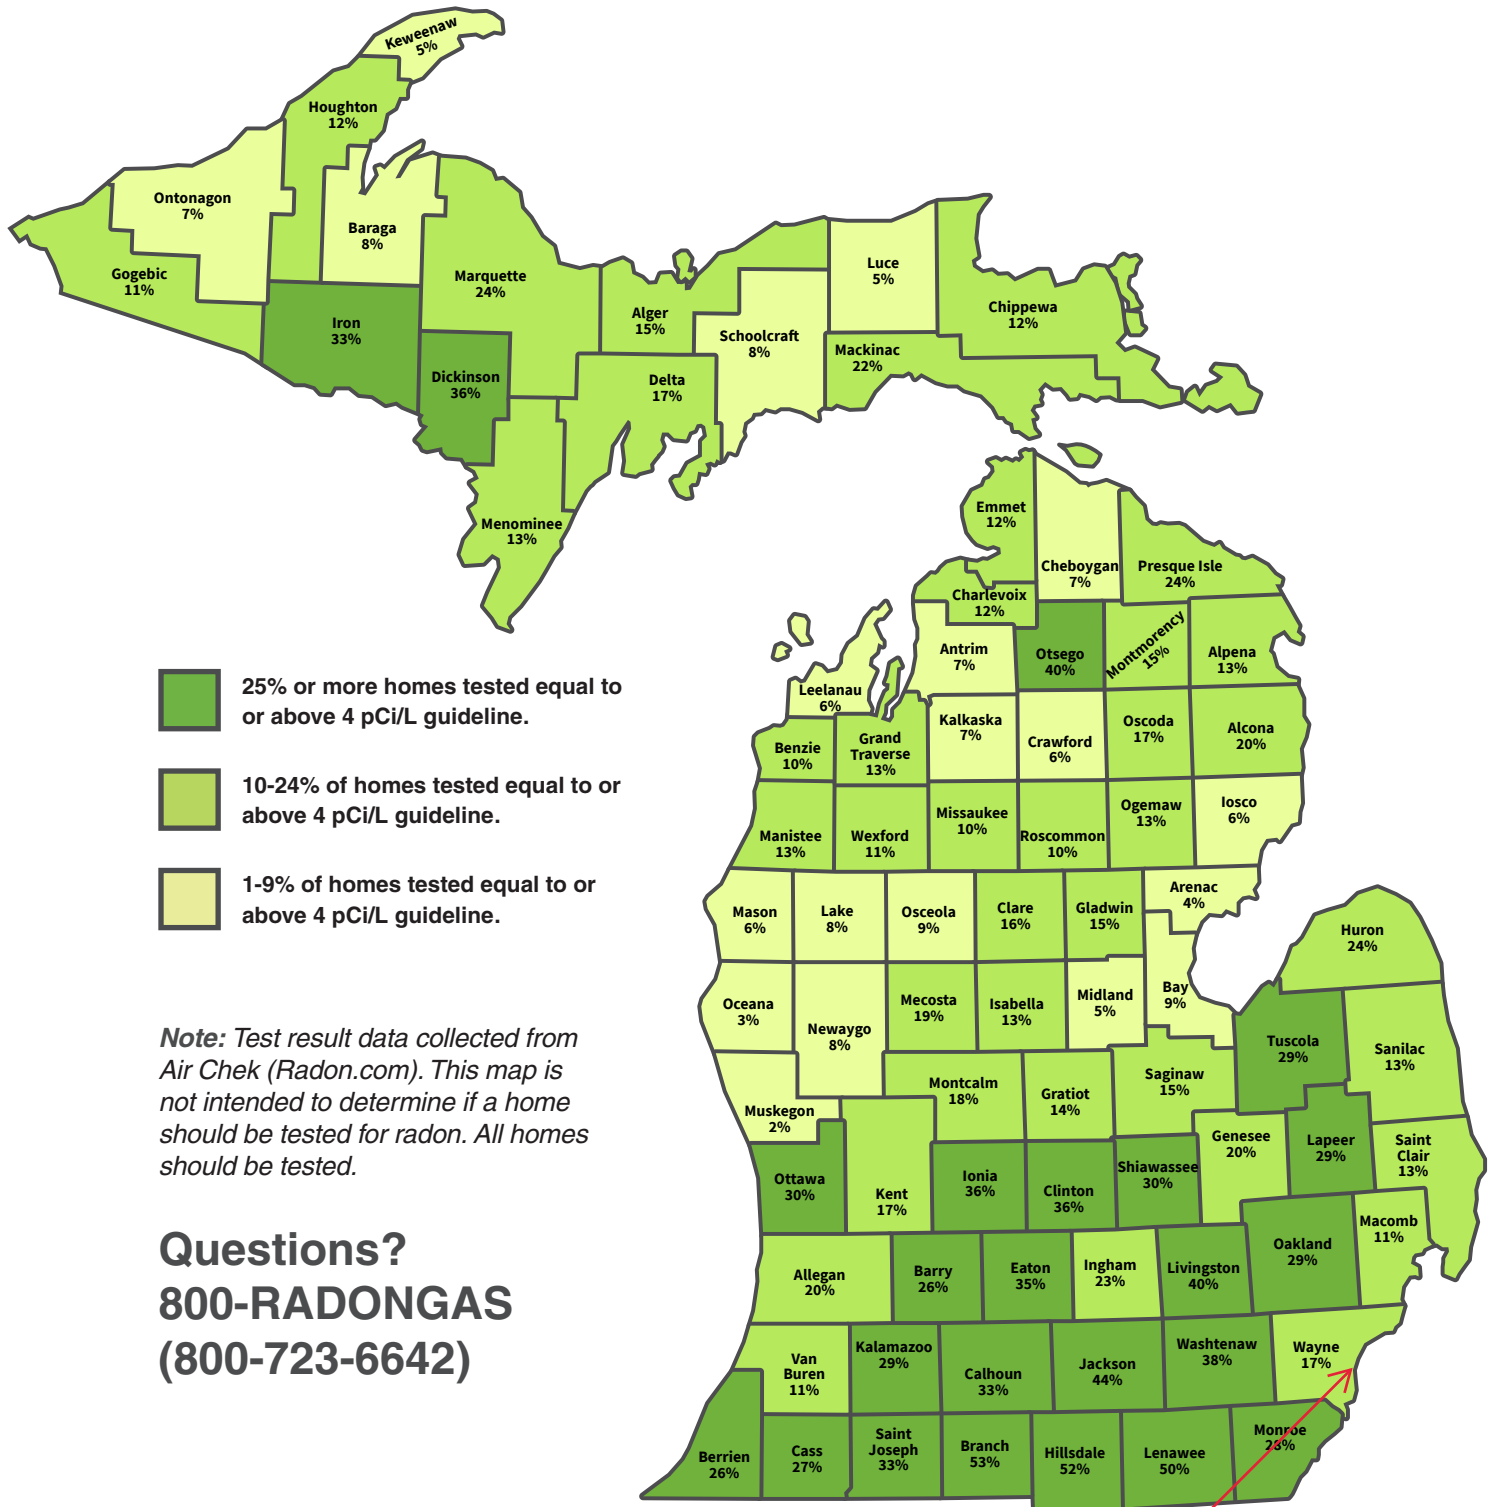 Keweenaw
5%
Houghton
12%
Ontonagon
7%
Baraga
8%
Gogebic
11%
Marquette
24%
Luce
5%
Chippewa
12%
Iron
33%
Alger
15%
Schoolcraft
8%
Mackinac
22%
Dickinson
36%
Delta
17%
Menominee
13%
Emmet
12%
Cheboygan
7%
Presque Isle
24%
Charlevoix
12%
Antrim
7%
Otsego
40%
Montmorency
15%
Alpena
13%
Leelanau
6%
25% or more homes tested equal to
or above 4 pCi/L guideline.
Benzie
10%
Grand
Traverse
13%
Kalkaska
7%
Crawford
6%
Oscoda
17%
Alcona
20%
10-24% of homes tested equal to or
above 4 pCi/L guideline.
Manistee
13%
Wexford
11%
Missaukee
10%
Roscommon
10%
Ogemaw
13%
Iosco
6%
1-9% of homes tested equal to or
above 4 pCi/L guideline.
Mason
6%
Lake
8%
Osceola
9%
Clare
16%
Gladwin
15%
Arenac
4%
Huron
24%
Oceana
3%
Newaygo
8%
Mecosta
19%
Isabella
13%
Midland
5%
Bay
9%
Tuscola
29%
Sanilac
13%
Note: Test result data collected from
Air Chek (Radon.com). This map is
not intended to determine if a home
should be tested for radon. All homes
should be tested.
Muskegon
2%
Montcalm
18%
Gratiot
14%
Saginaw
15%
Genesee
20%
Lapeer
29%
Saint
Clair
13%
Ottawa
30%
Kent
17%
Ionia
36%
Clinton
36%
Shiawassee
30%
Questions?
800-RADONGAS
(800-723-6642)
Allegan
20%
Barry
26%
Eaton
35%
Ingham
23%
Livingston
40%
Oakland
29%
Macomb
11%
Van
Buren
11%
Kalamazoo
29%
Calhoun
33%
Jackson
44%
Washtenaw
38%
Wayne
17%
Berrien
26%
Cass
27%
Saint
Joseph
33%
Branch
53%
Hillsdale
52%
Lenawee
50%
Monroe